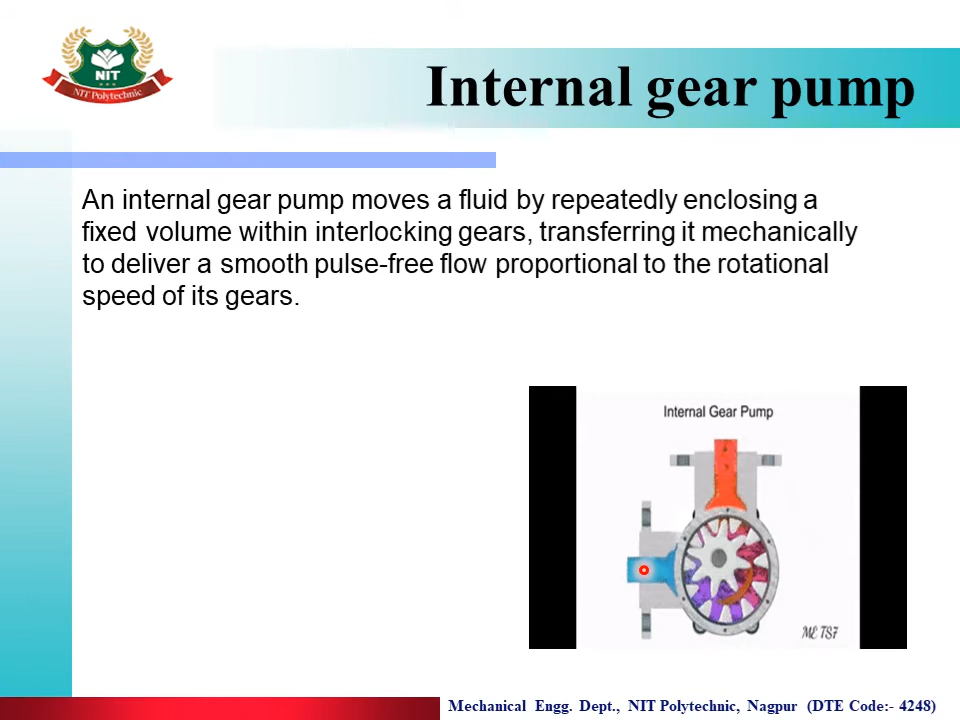 NIT
NIT Polytechnic
Internal gear pump
An internal gear pump moves a fluid by repeatedly enclosing a
fixed volume within interlocking gears, transferring it mechanically
to deliver a smooth pulse-free flow proportional to the rotational
speed of its gears.
Internal Gear Pump
Mechanical Engg. Dept., NIT Polytechnic, Nagpur (DTE Code:- 4248)